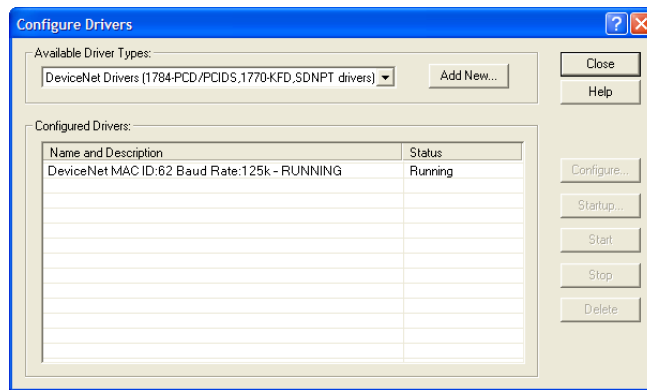 Configure Drivers
Available Driver Types:
DeviceNet Drivers (1784-PCD/PCIDS,1770-KFD,SDNPT drivers)
Add New...
Close
Help
Configured Drivers:
Name and Description Status
DeviceNet MAC ID:62 Baud Rate:125k - RUNNING Running
Configure...
Startup...
Start
Stop
Delete